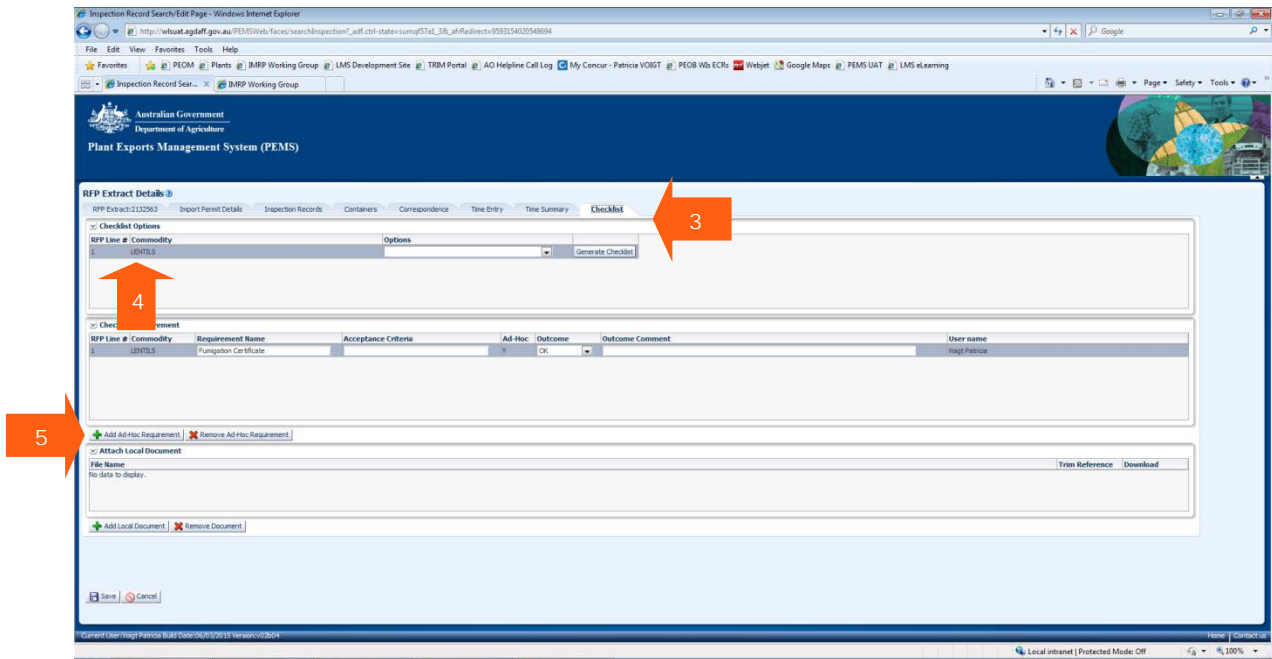 Inspection Record Search/Edit Page - Windows Internet Explorer
http://wlsuat.agdaff.gov.au/PEMSWeb/faces/searchInspection?_adf.ctrl-state=sumqf57e1_3&_afrRedirect=9593154020548694
Google
File Edit View Favorites Tools Help
Favorites PEOM Plants IMRP Working Group LMS Development Site TRIM Portal AO Helpline Call Log My Concur - Patricia VOIGT PEOB WIs ECRs Webjet Google Maps PEMS UAT LMS eLearning
Inspection Record Sear... IMRP Working Group
Page Safety Tools
Australian Government
Department of Agriculture
Plant Exports Management System (PEMS)
RFP Extract Details
RFP Extract:2132563 Import Permit Details Inspection Records Containers Correspondence Time Entry Time Summary Checklist
3
Checklist Options
RFP Line # Commodity Options
1 LENTILS Generate Checklist
4
RFP Line # Commodity Requirement Name Acceptance Criteria Ad-Hoc Outcome Outcome Comment User name
1 LENTILS Fumigation Certificate Y OK Voigt Patricia
5
Add Ad-Hoc Requirement Remove Ad-Hoc Requirement
Attach Local Document
File Name Trim Reference Download
No data to display.
Add Local Document Remove Document
Save Cancel
Current User:Voigt Patricia Build Date:06/03/2015 Version:v02b04 Home Contact us
Local intranet | Protected Mode: Off 100%